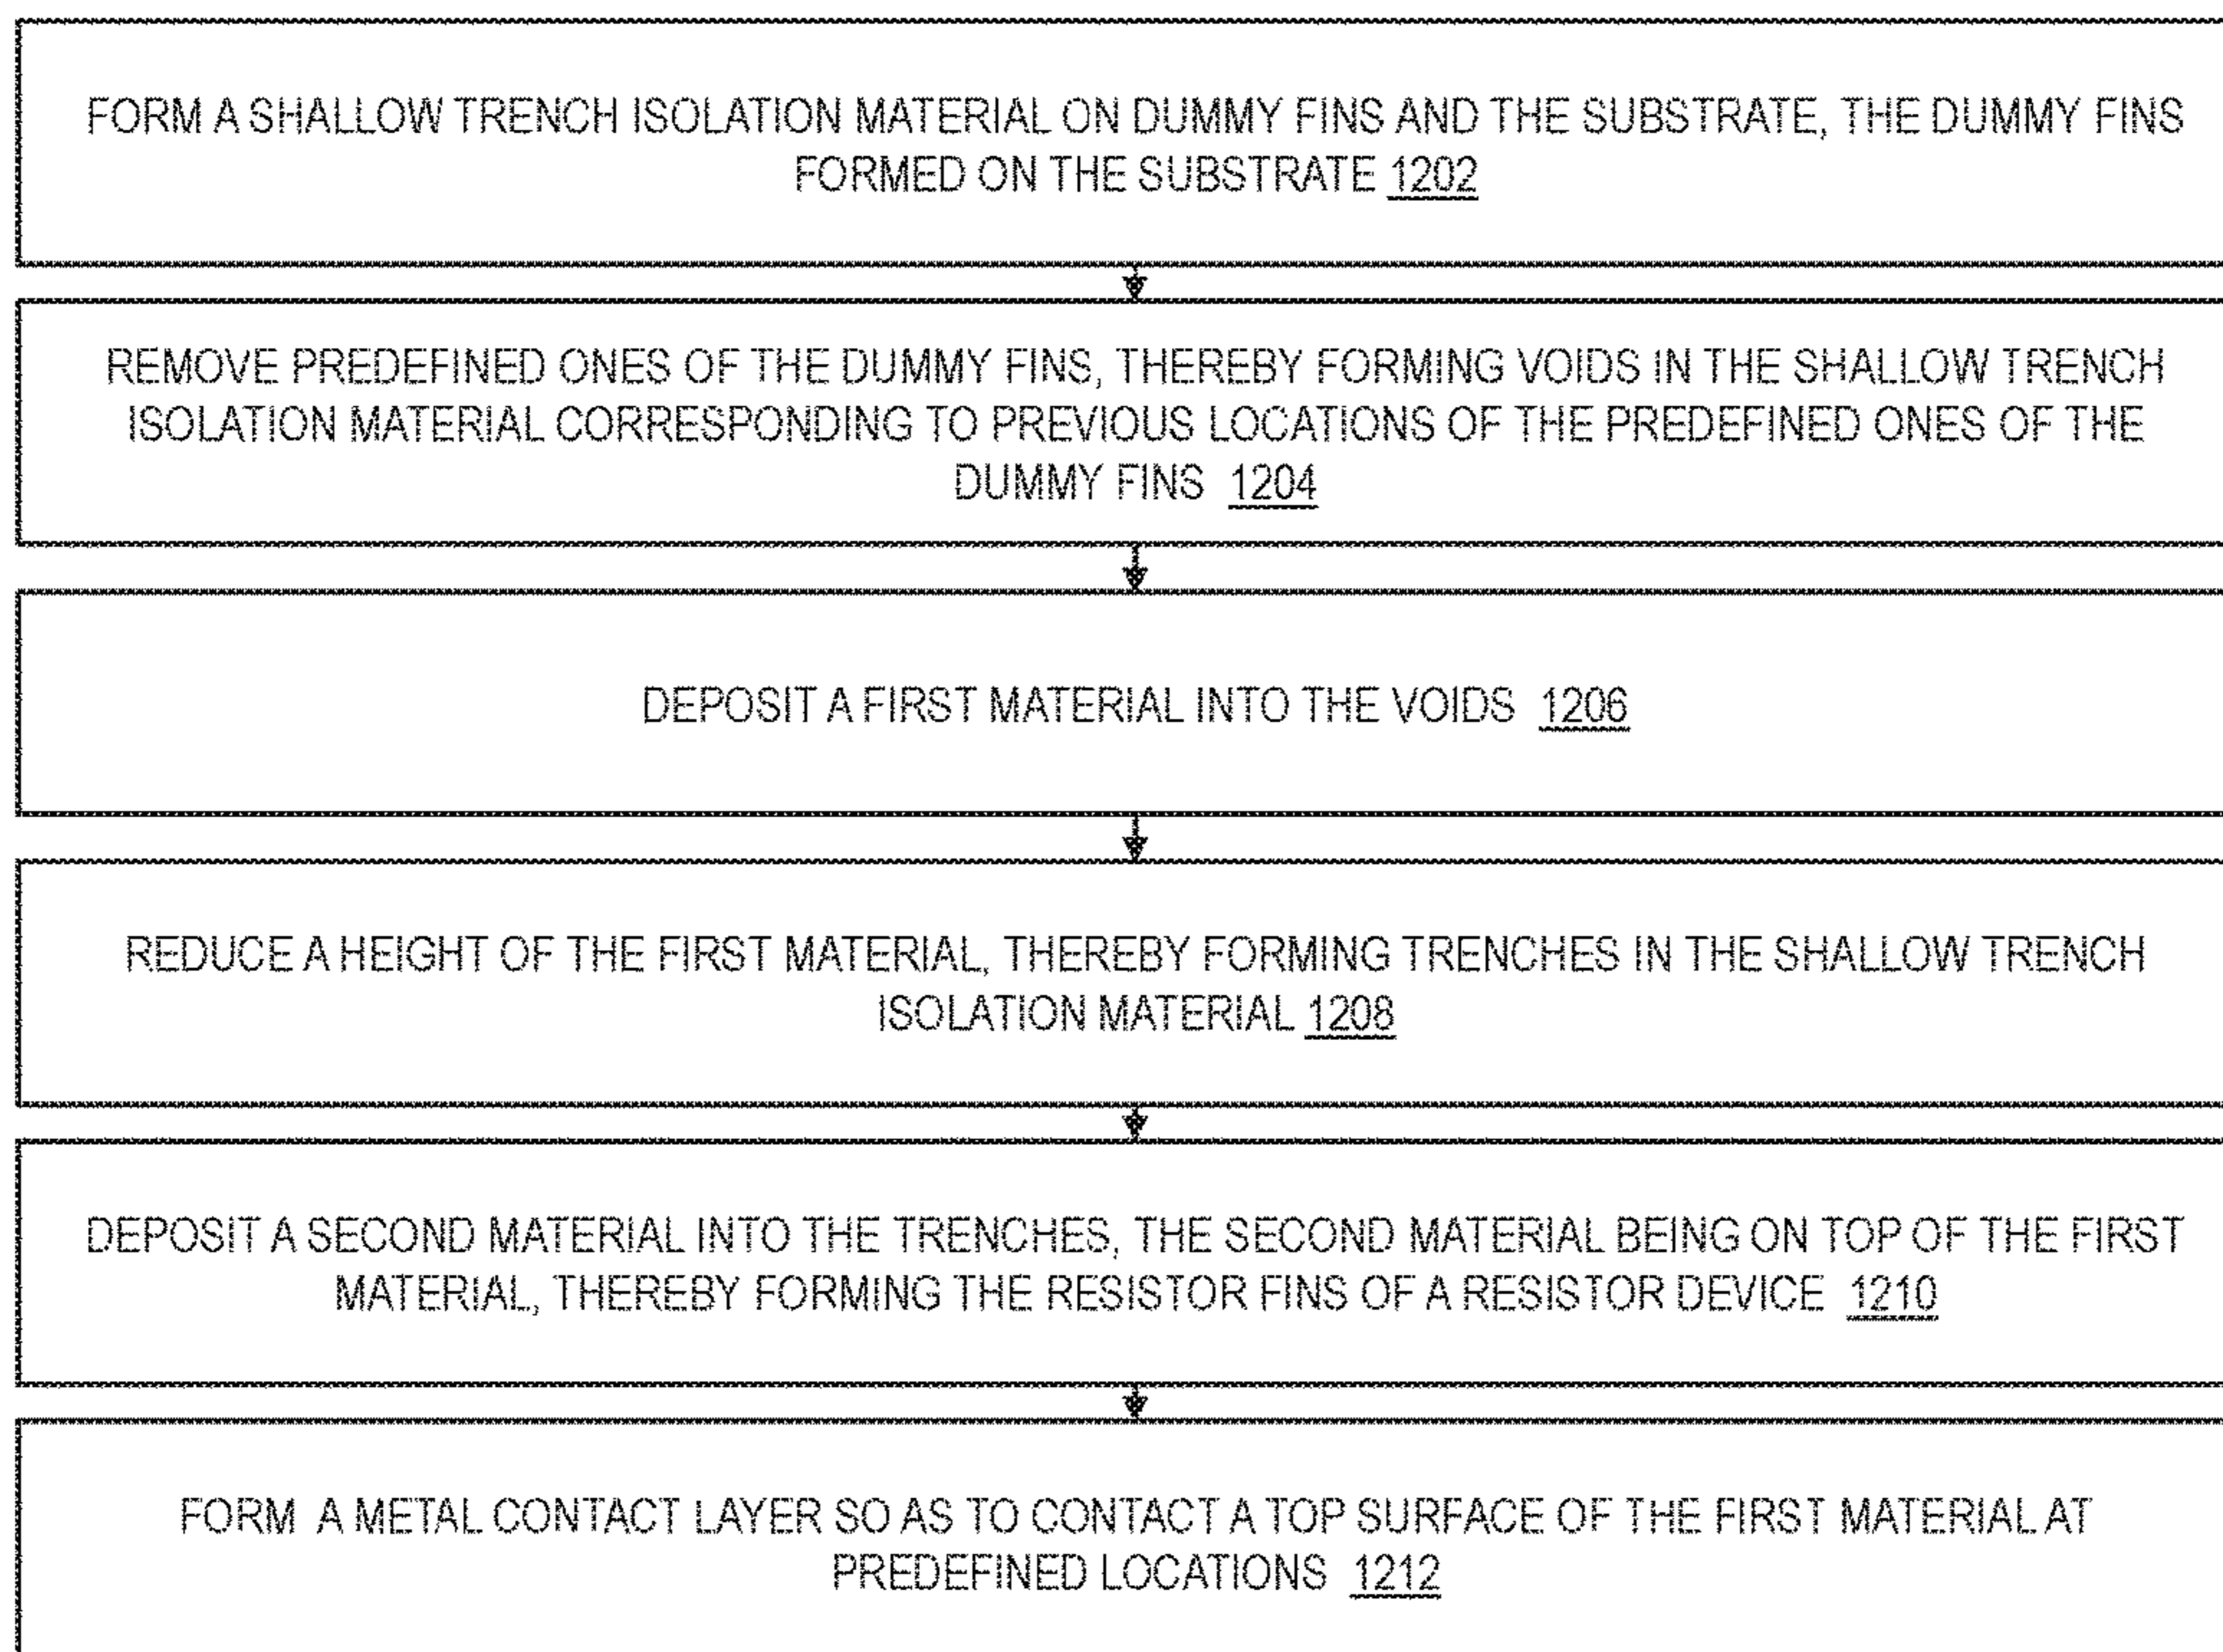 FORM A SHALLOW TRENCH ISOLATION MATERIAL ON DUMMY FINS AND THE SUBSTRATE, THE DUMMY FINS
FORMED ON THE SUBSTRATE 1202
REMOVE PREDEFINED ONES OF THE DUMMY FINS, THEREBY FORMING VOIDS IN THE SHALLOW TRENCH
ISOLATION MATERIAL CORRESPONDING TO PREVIOUS LOCATIONS OF THE PREDEFINED ONES OF THE
DUMMY FINS 1204
DEPOSIT A FIRST MATERIAL INTO THE VOIDS 1206
REDUCE A HEIGHT OF THE FIRST MATERIAL, THEREBY FORMING TRENCHES IN THE SHALLOW TRENCH
ISOLATION MATERIAL 1208
DEPOSIT A SECOND MATERIAL INTO THE TRENCHES, THE SECOND MATERIAL BEING ON TOP OF THE FIRST
MATERIAL, THEREBY FORMING THE RESISTOR FINS OF A RESISTOR DEVICE 1210
FORM A METAL CONTACT LAYER SO AS TO CONTACT A TOP SURFACE OF THE FIRST MATERIAL AT
PREDEFINED LOCATIONS 1212